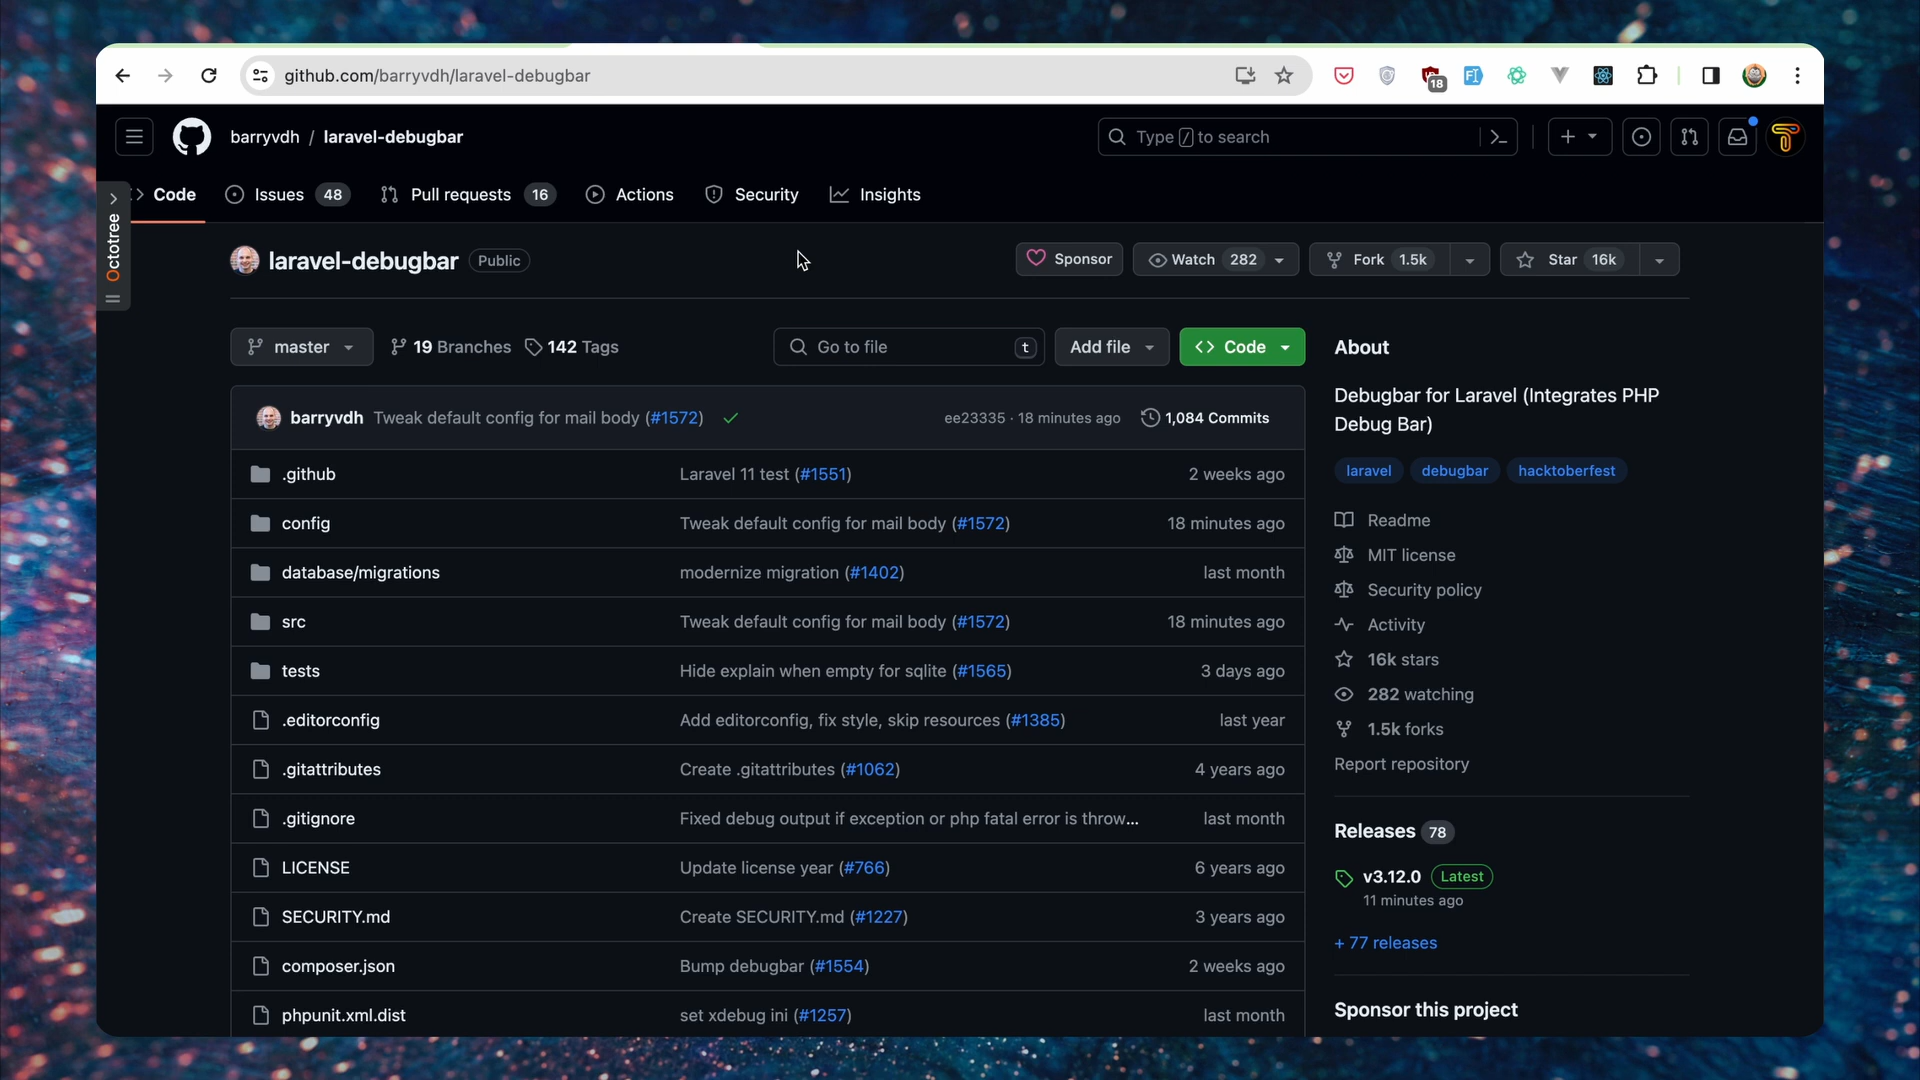 github.com/barryvdh/laravel-debugbar
18
barryvdh / laravel-debugbar
Type / to search
Code
Issues 48
Pull requests 16
Actions
Security
Insights
Octotree
laravel-debugbar Public
Sponsor
Watch 282
Fork 1.5k
Star 16k
master
19 Branches
142 Tags
Go to file t
Add file
<> Code
barryvdh Tweak default config for mail body (#1572) ee23335 · 18 minutes ago 1,084 Commits
.github Laravel 11 test (#1551) 2 weeks ago
config Tweak default config for mail body (#1572) 18 minutes ago
database/migrations modernize migration (#1402) last month
src Tweak default config for mail body (#1572) 18 minutes ago
tests Hide explain when empty for sqlite (#1565) 3 days ago
.editorconfig Add editorconfig, fix style, skip resources (#1385) last year
.gitattributes Create .gitattributes (#1062) 4 years ago
.gitignore Fixed debug output if exception or php fatal error is throw... last month
LICENSE Update license year (#766) 6 years ago
SECURITY.md Create SECURITY.md (#1227) 3 years ago
composer.json Bump debugbar (#1554) 2 weeks ago
phpunit.xml.dist set xdebug ini (#1257) last month
About
Debugbar for Laravel (Integrates PHP
Debug Bar)
laravel debugbar hacktoberfest
Readme
MIT license
Security policy
Activity
16k stars
282 watching
1.5k forks
Report repository
Releases 78
v3.12.0 Latest
11 minutes ago
+ 77 releases
Sponsor this project